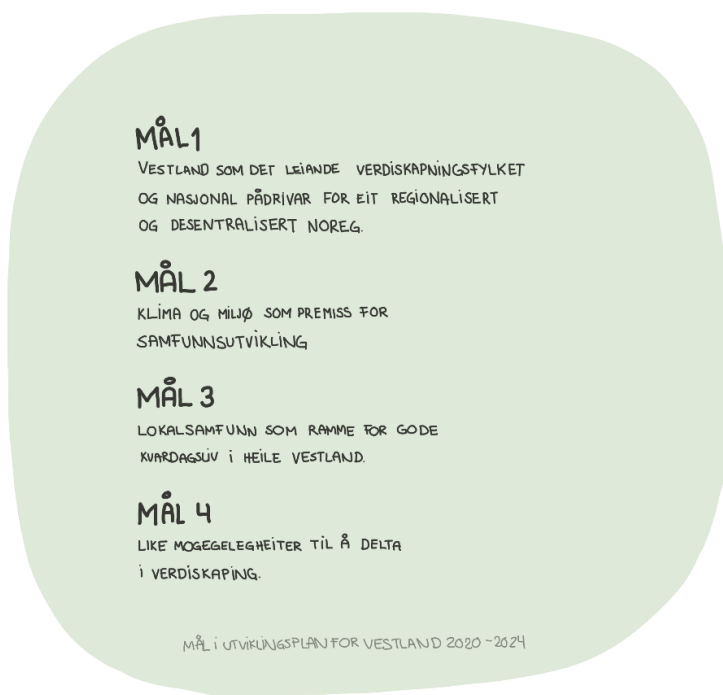 MÅL 1
VESTLAND SOM DET LEIANDE VERDISKAPNINGSFYLKET
OG NASJONAL PÅDRIVAR FOR EIT REGIONALISERT
OG DESENTRALISERT NOREG.
MÅL 2
KLIMA OG MILJØ SOM PREMISS FOR
SAMFUNNSUTVIKLING
MÅL 3
LOKALSAMFUNN SOM RAMME FOR GODE
KVARDAGSLIV I HEILE VESTLAND.
MÅL 4
LIKE MOGEGELEGHEITER TIL Å DELTA
I VERDISKAPING.
MÅL I UTVIKLINGSPLAN FOR VESTLAND 2020-2024